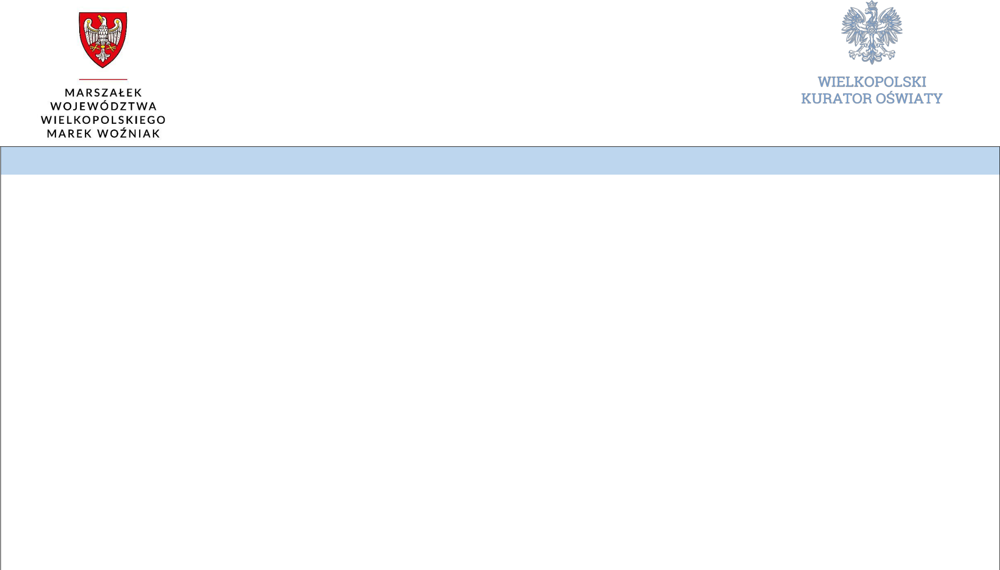 MARSZAŁEK
WOJEWÓDZTWA
WIELKOPOLSKIEGO
MAREK WOŹNIAK
WIELKOPOLSKI
KURATOR OŚWIATY